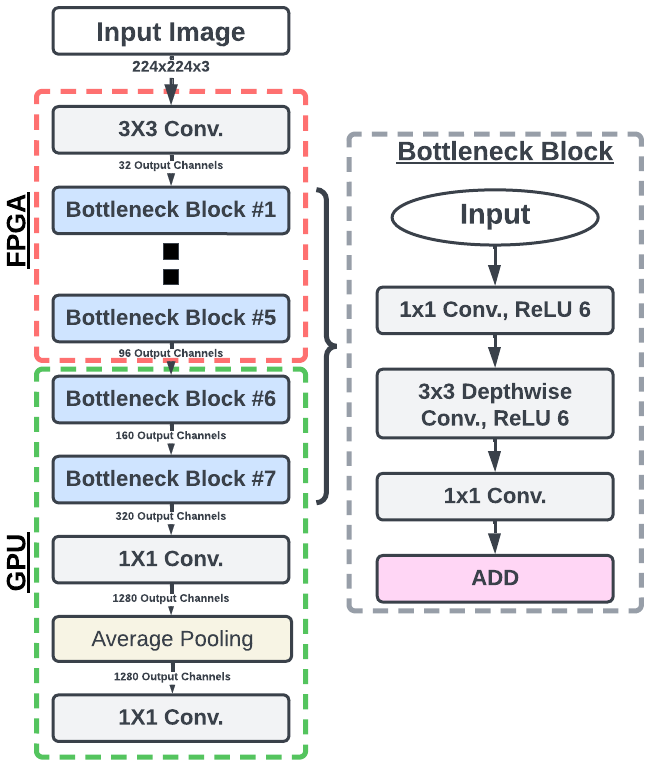 Input Image
224x224x3
FPGA
3X3 Conv.
32 Output Channels
Bottleneck Block #1
Bottleneck Block #5
96 Output Channels
GPU
Bottleneck Block #6
160 Output Channels
Bottleneck Block #7
320 Output Channels
1X1 Conv.
1280 Output Channels
Average Pooling
1280 Output Channels
1X1 Conv.
Bottleneck Block
Input
1x1 Conv., ReLU 6
3x3 Depthwise
Conv., ReLU 6
1x1 Conv.
ADD